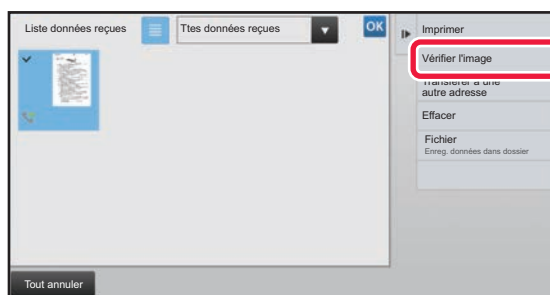 Liste données reçues
Ttes données reçues
OK
Imprimer
Vérifier l'image
Transférer à une
autre adresse
Effacer
Fichier
Enreg. données dans dossier
Tout annuler